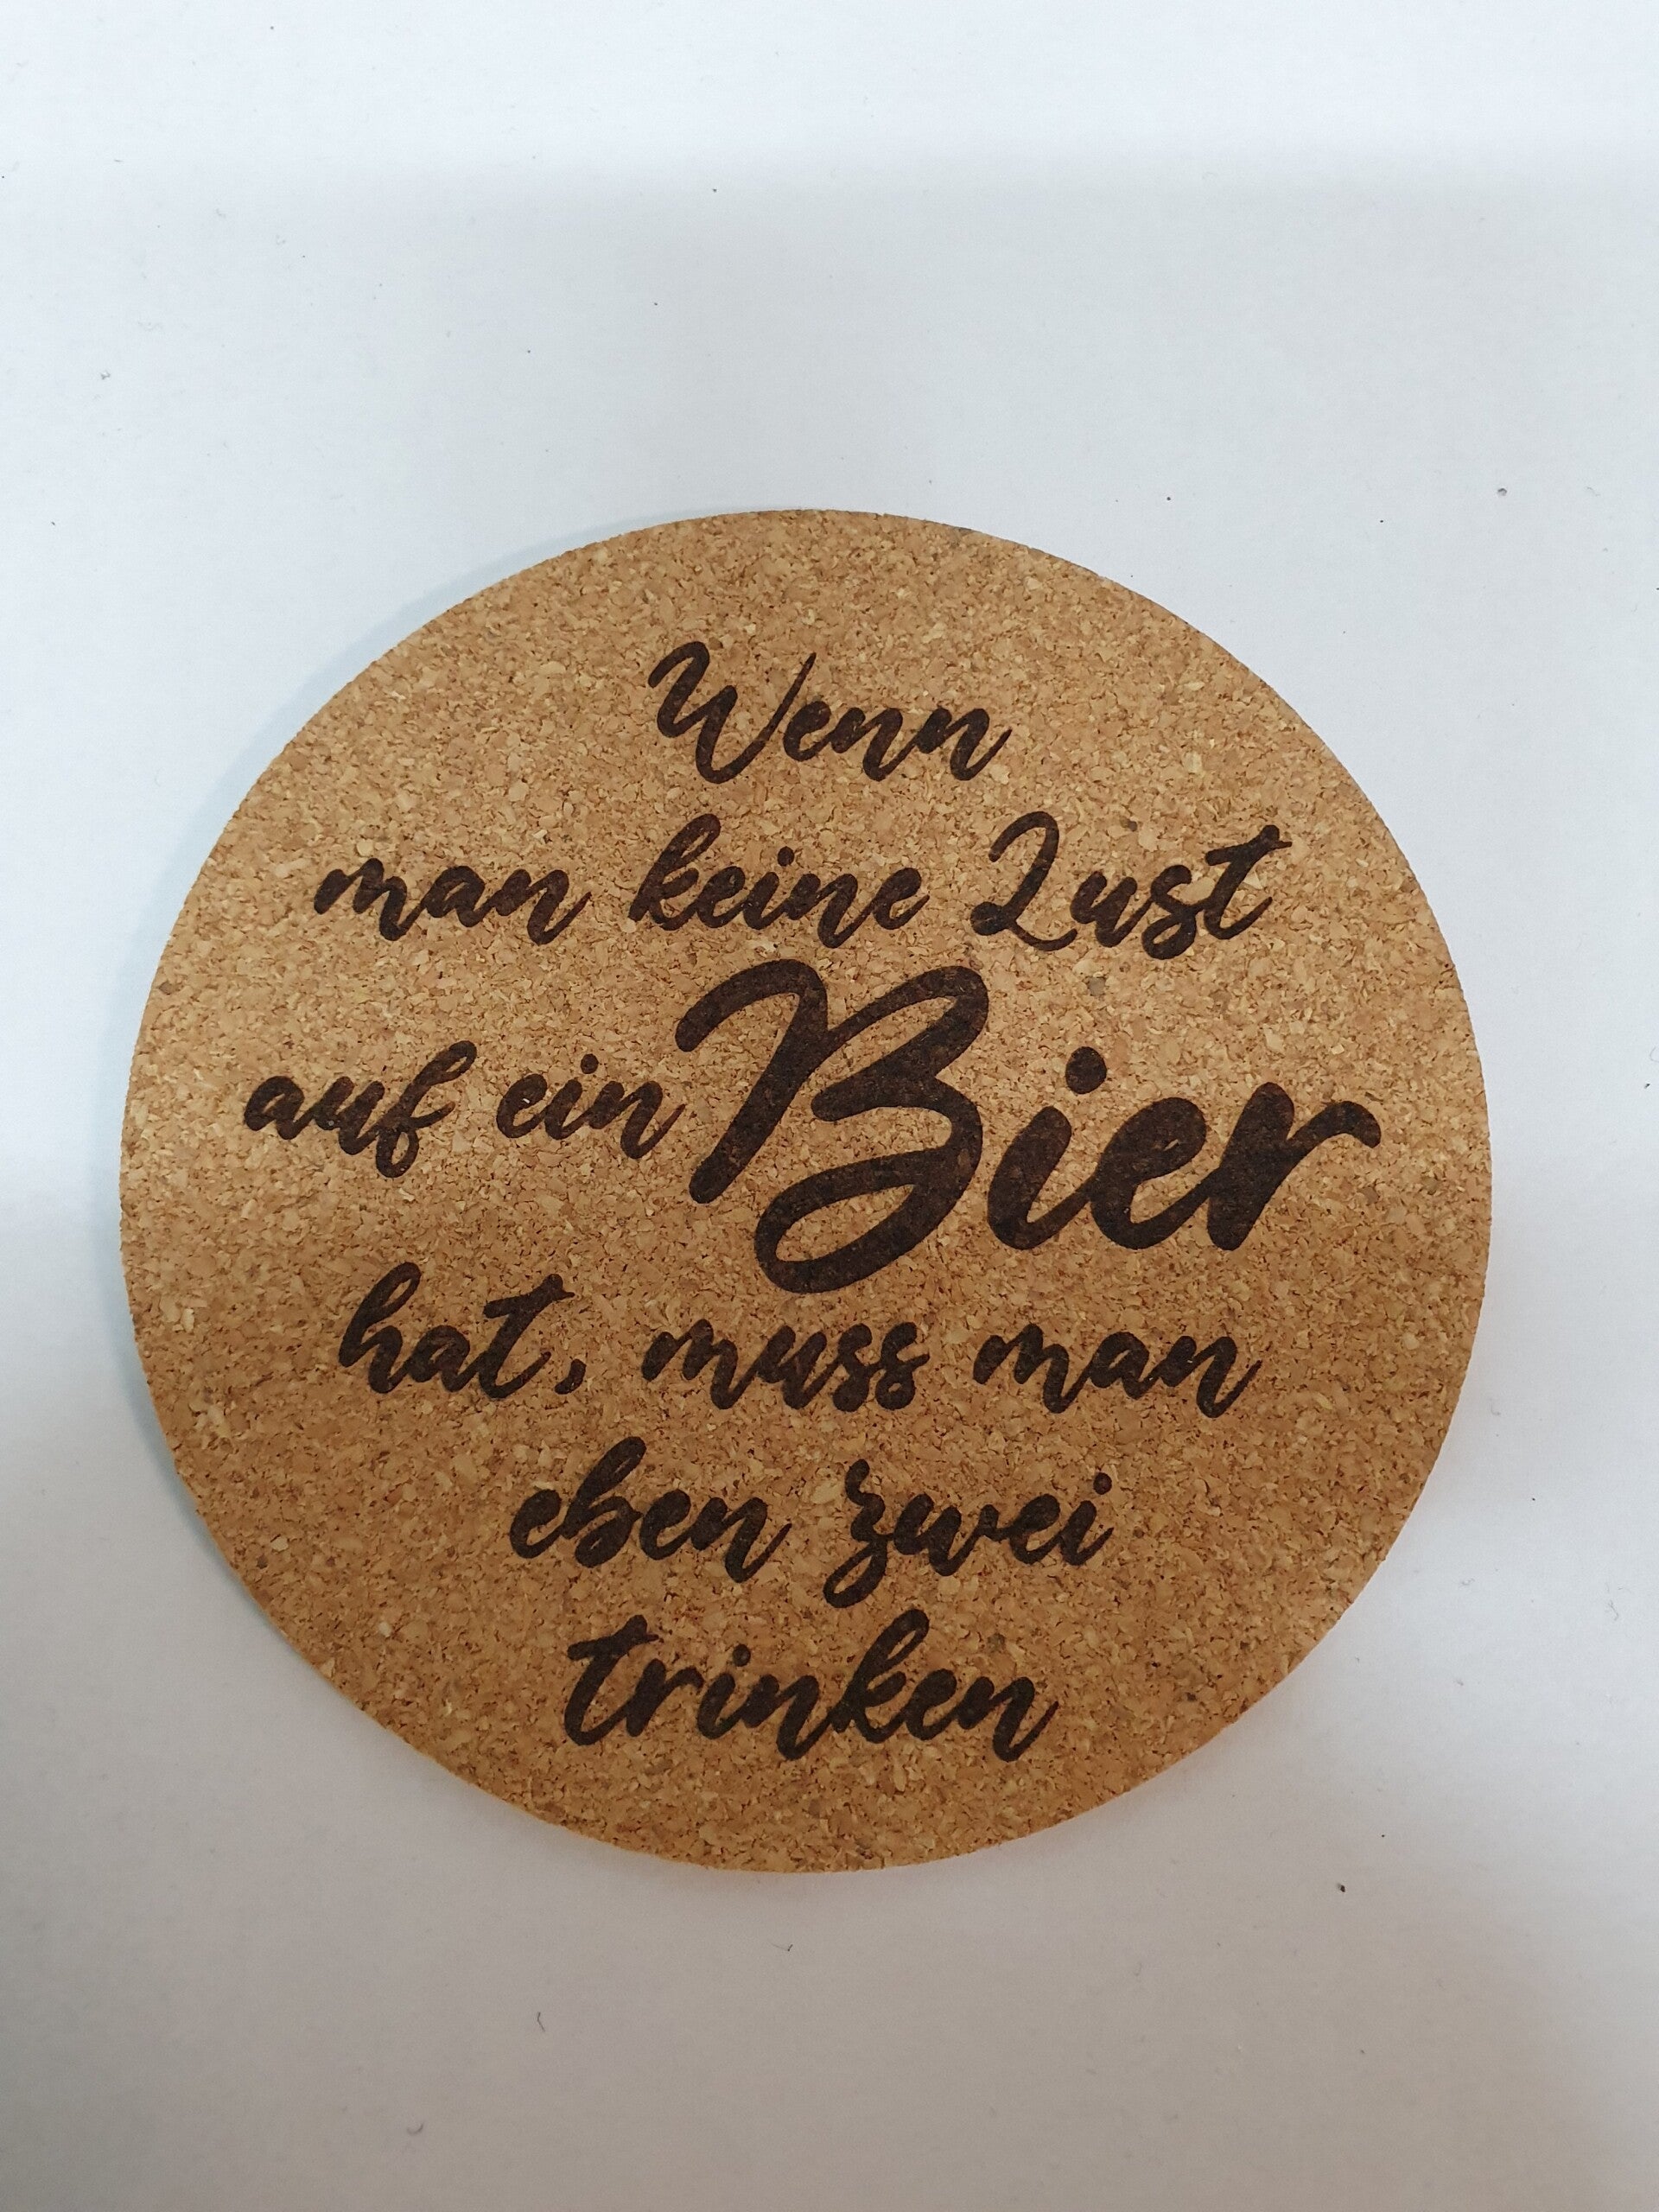 Wenn
man keine Lust
auf ein Bier
hat, muss man
eben zwei
trinken